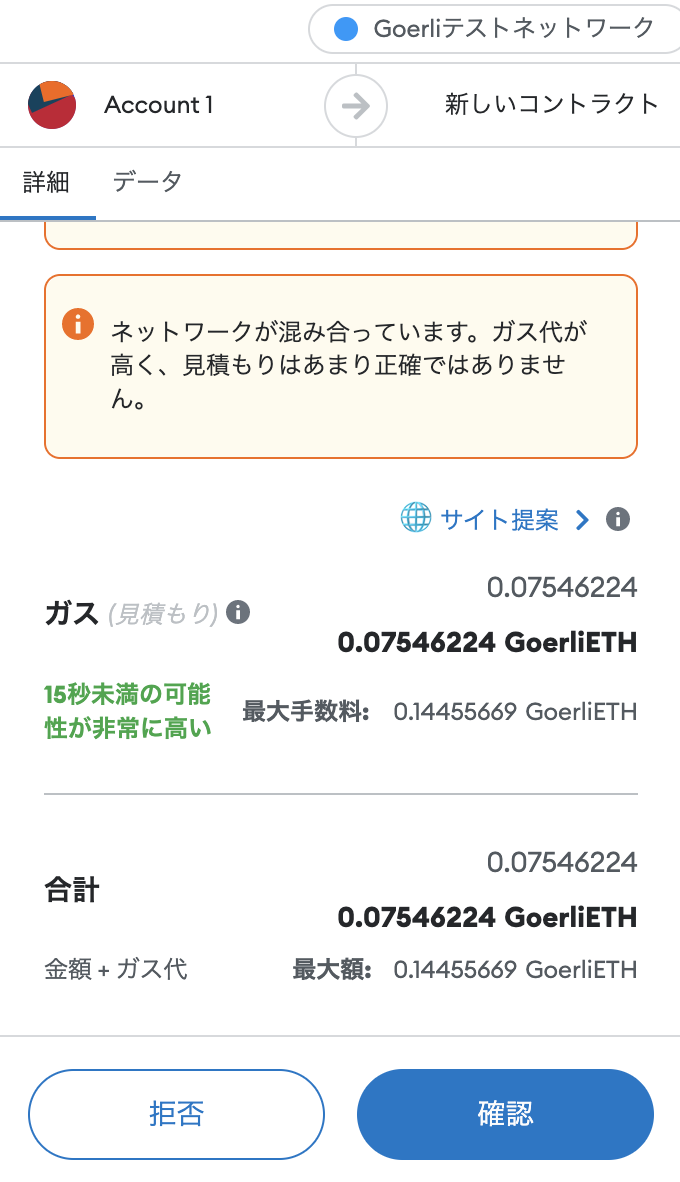 Goerliテストネットワーク
Account 1
新しいコントラクト
詳細
データ
ネットワークが混み合っています。ガス代が
高く、見積もりはあまり正確ではありませ
ん。
サイト提案
0.07546224
ガス (見積もり)
0.07546224 GoerliETH
15秒未満の可能
性が非常に高い
最大手数料: 0.14455669 GoerliETH
0.07546224
合計
0.07546224 GoerliETH
金額 + ガス代
最大額: 0.14455669 GoerliETH
拒否
確認